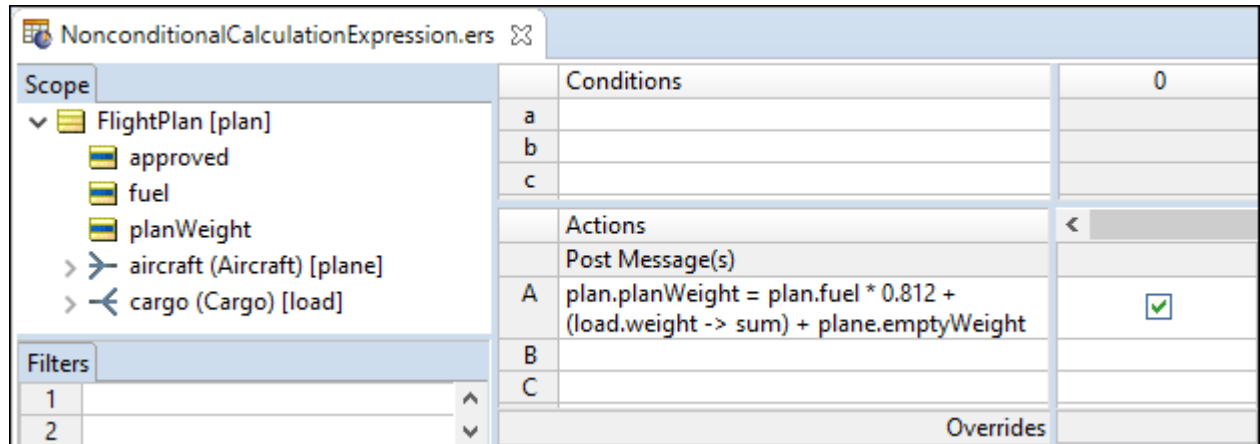 NonconditionalCalculationExpression.ers
Scope
FlightPlan [plan]
approved
fuel
planWeight
aircraft (Aircraft) [plane]
cargo (Cargo) [load]
Filters
1
2
Conditions 0
a
b
c
Actions
Post Message(s)
A plan.planWeight = plan.fuel * 0.812 +
(load.weight -> sum) + plane.emptyWeight
B
C
Overrides